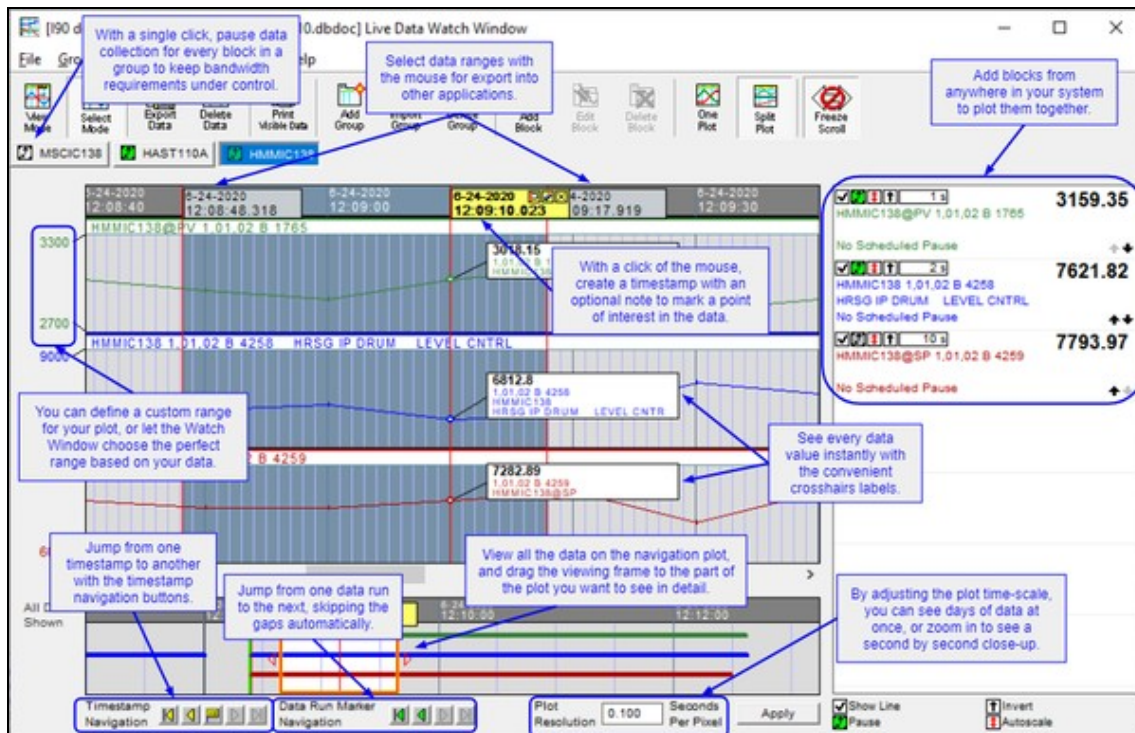 [I90 d
10.dbdoc] Live Data Watch Window
File Gro
elp
With a single click, pause data
collection for every block in a
group to keep bandwidth
requirements under control.
Select data ranges with
the mouse for export into
other applications.
Add blocks from
anywhere in your system
to plot them together.
View
Mode
Select
Mode
Export
Data
Delete
Data
Print
Visible Data
Add
Group
Import
Group
Group
Add
Block
Edit
Block
Delete
Block
One
Plot
Split
Plot
Freeze
Scroll
MSCIC138
HAST110A
HMMIC138
6-24-2020
12:08:40
6-24-2020
12:08:48.318
6-24-2020
12:09:00
6-24-2020
12:09:10.023
4-2020
09:17.919
6-24-2020
12:09:30
HMMIC138@PV 1,01,02 B 1765
3300
2700
3018.15
1,01,02 B 1
HMMIC138
With a click of the mouse,
create a timestamp with an
optional note to mark a point
of interest in the data.
9000
HMMIC138 1,01,02 B 4258 HRSG IP DRUM LEVEL CNTRL
6812.8
1,01,02 B 4258
HMMIC138
HRSG IP DRUM LEVEL CNTR
You can define a custom range
for your plot, or let the Watch
Window choose the perfect
range based on your data.
See every data
value instantly with
the convenient
crosshairs labels.
2 B 4259
7282.89
1,01,02 B 4259
HMMIC138@SP
1 s
3159.35
HMMIC138@PV 1,01,02 B 1765
No Scheduled Pause
2 s
7621.82
HMMIC138 1,01,02 B 4258
HRSG IP DRUM LEVEL CNTRL
No Scheduled Pause
10 s
7793.97
HMMIC138@SP 1,01,02 B 4259
No Scheduled Pause
Jump from one
timestamp to another
with the timestamp
navigation buttons.
Jump from one data run
to the next, skipping the
gaps automatically.
View all the data on the navigation plot,
and drag the viewing frame to the part of
the plot you want to see in detail.
By adjusting the plot time-scale,
you can see days of data at
once, or zoom in to see a
second by second close-up.
All D
Shown
12:10:00
12:12:00
Timestamp
Navigation
Data Run Marker
Navigation
Plot
Resolution
0.100
Seconds
Per Pixel
Apply
Show Line
Invert
Pause
Autoscale